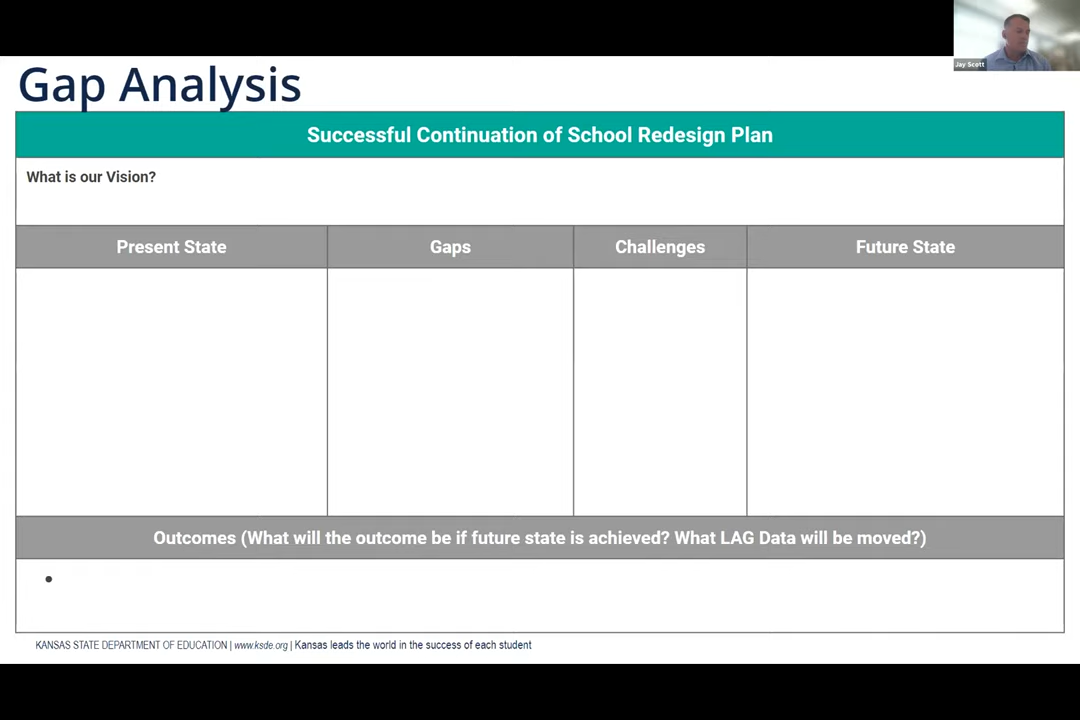 Jay Scott
Gap Analysis
Successful Continuation of School Redesign Plan
What is our Vision?
Present State
Gaps
Challenges
Future State
Outcomes (What will the outcome be if future state is achieved? What LAG Data will be moved?)
KANSAS STATE DEPARTMENT OF EDUCATION | www.ksde.org | Kansas leads the world in the success of each student